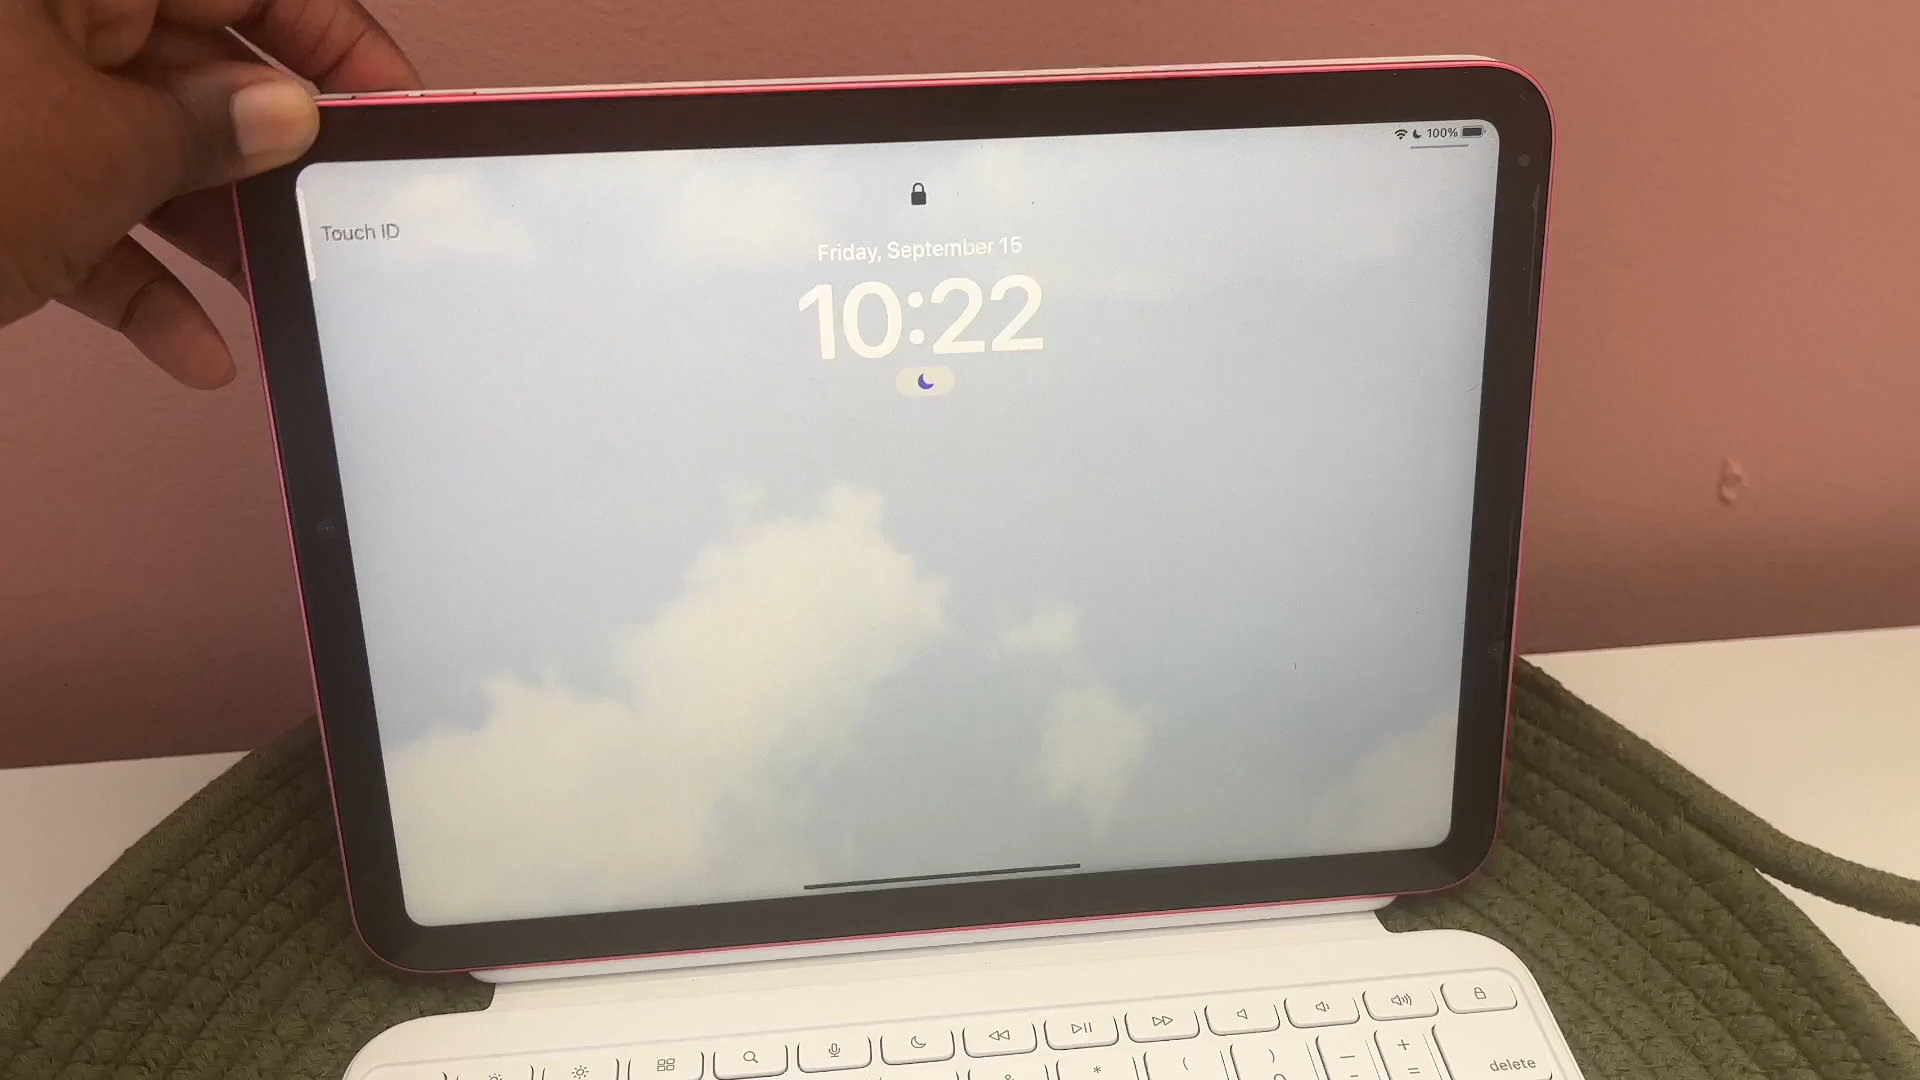 100%
Touch ID
Friday, September 15
10:22
* ( ) — +
- =
delete